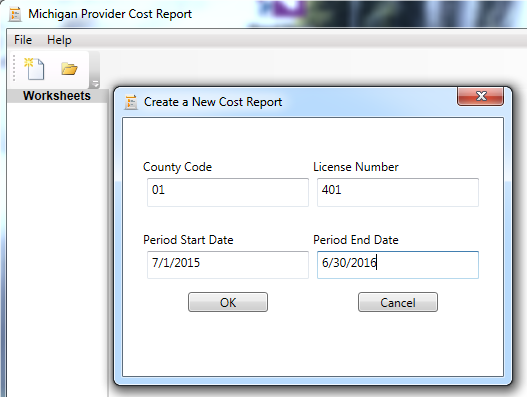 Michigan Provider Cost Report
File Help
Worksheets
Create a New Cost Report
County Code License Number
01 401
Period Start Date Period End Date
7/1/2015 6/30/2016
OK Cancel